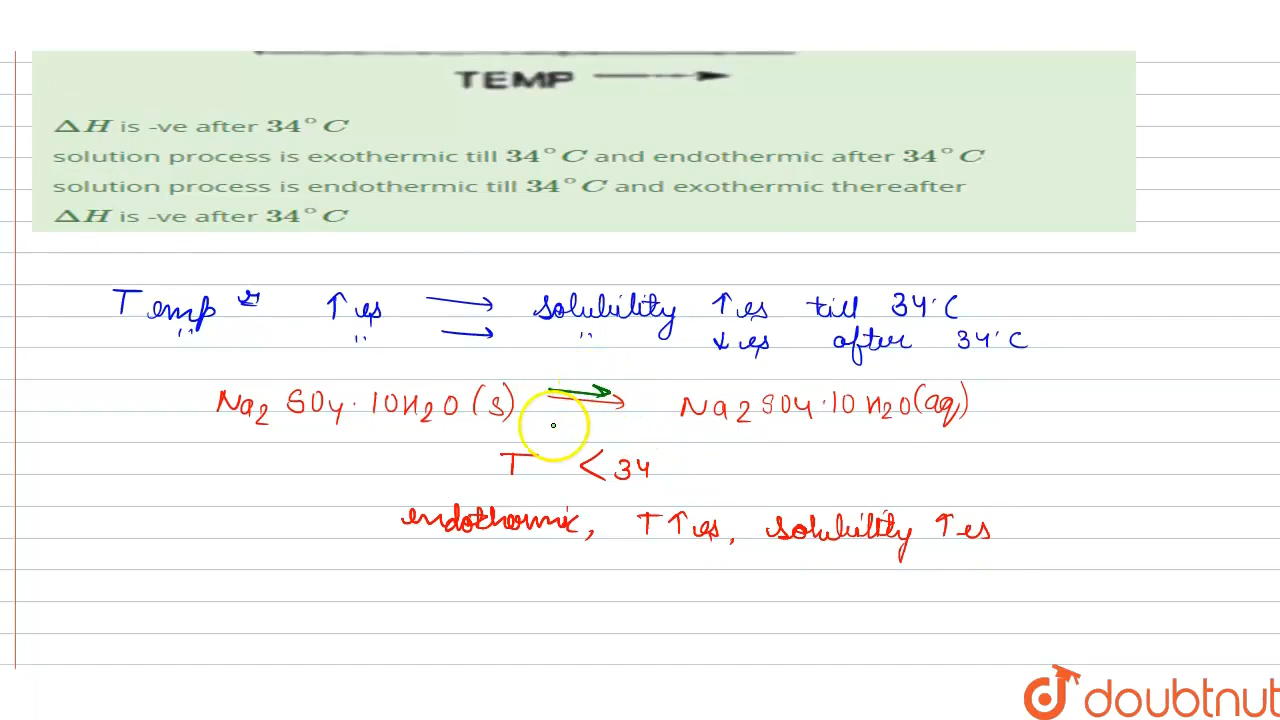 TEMP
ΔH is -ve after 34°C
solution process is exothermic till 34°C and endothermic after 34°C
solution process is endothermic till 34°C and exothermic thereafter
ΔH is -ve after 34°C
Temp ↑es → solubility ↑es till 34°C
" " → " ↓es after 34°C
Na2 SO4·10H2O(s) → Na2SO4·10H2O(aq)
T < 34
endothermic, T↑es, solubility ↑es
doubtnut